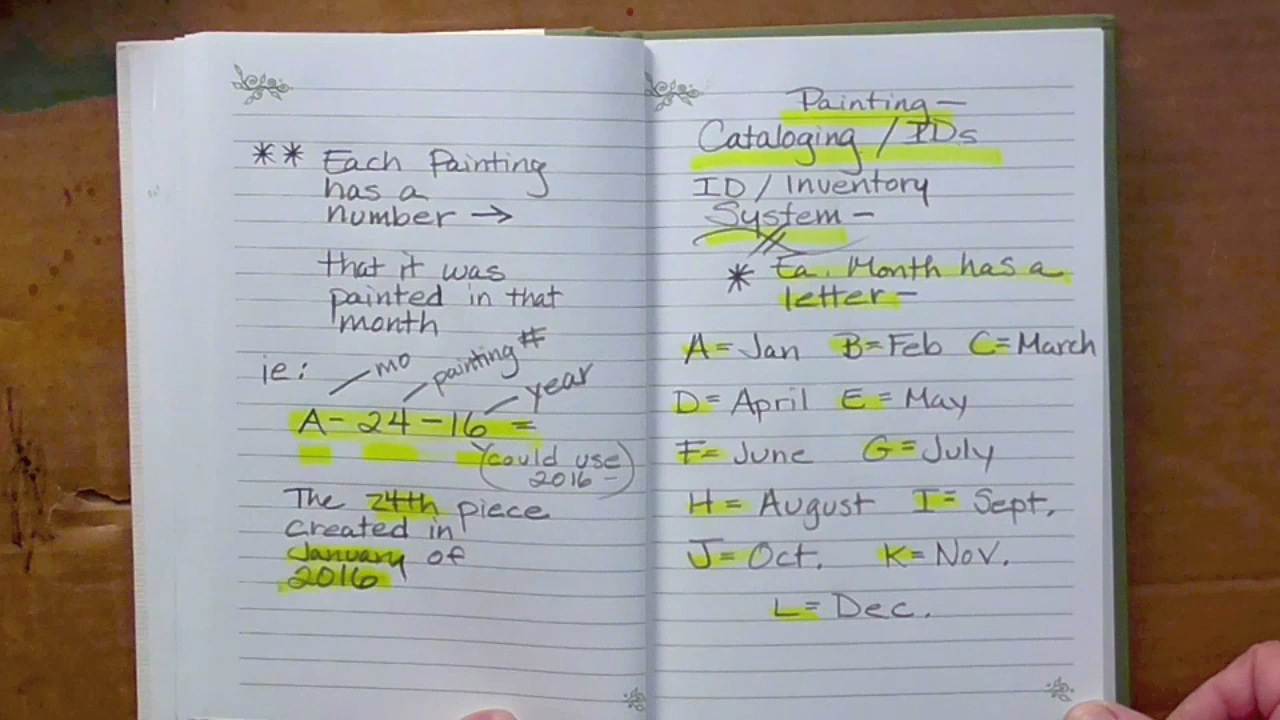 ** Each Painting
has a
number →
that it was
painted in that
month
ie: mo painting# year
A - 24 - 16 =
(could use
2016 -)
The 24th piece
created in
January of
2016
Painting -
Cataloging / IDs
ID / Inventory
System -
* Ea. Month has a
letter -
A = Jan B = Feb C = March
D = April E = May
F = June G = July
H = August I = Sept.
J = Oct. K = Nov.
L = Dec.